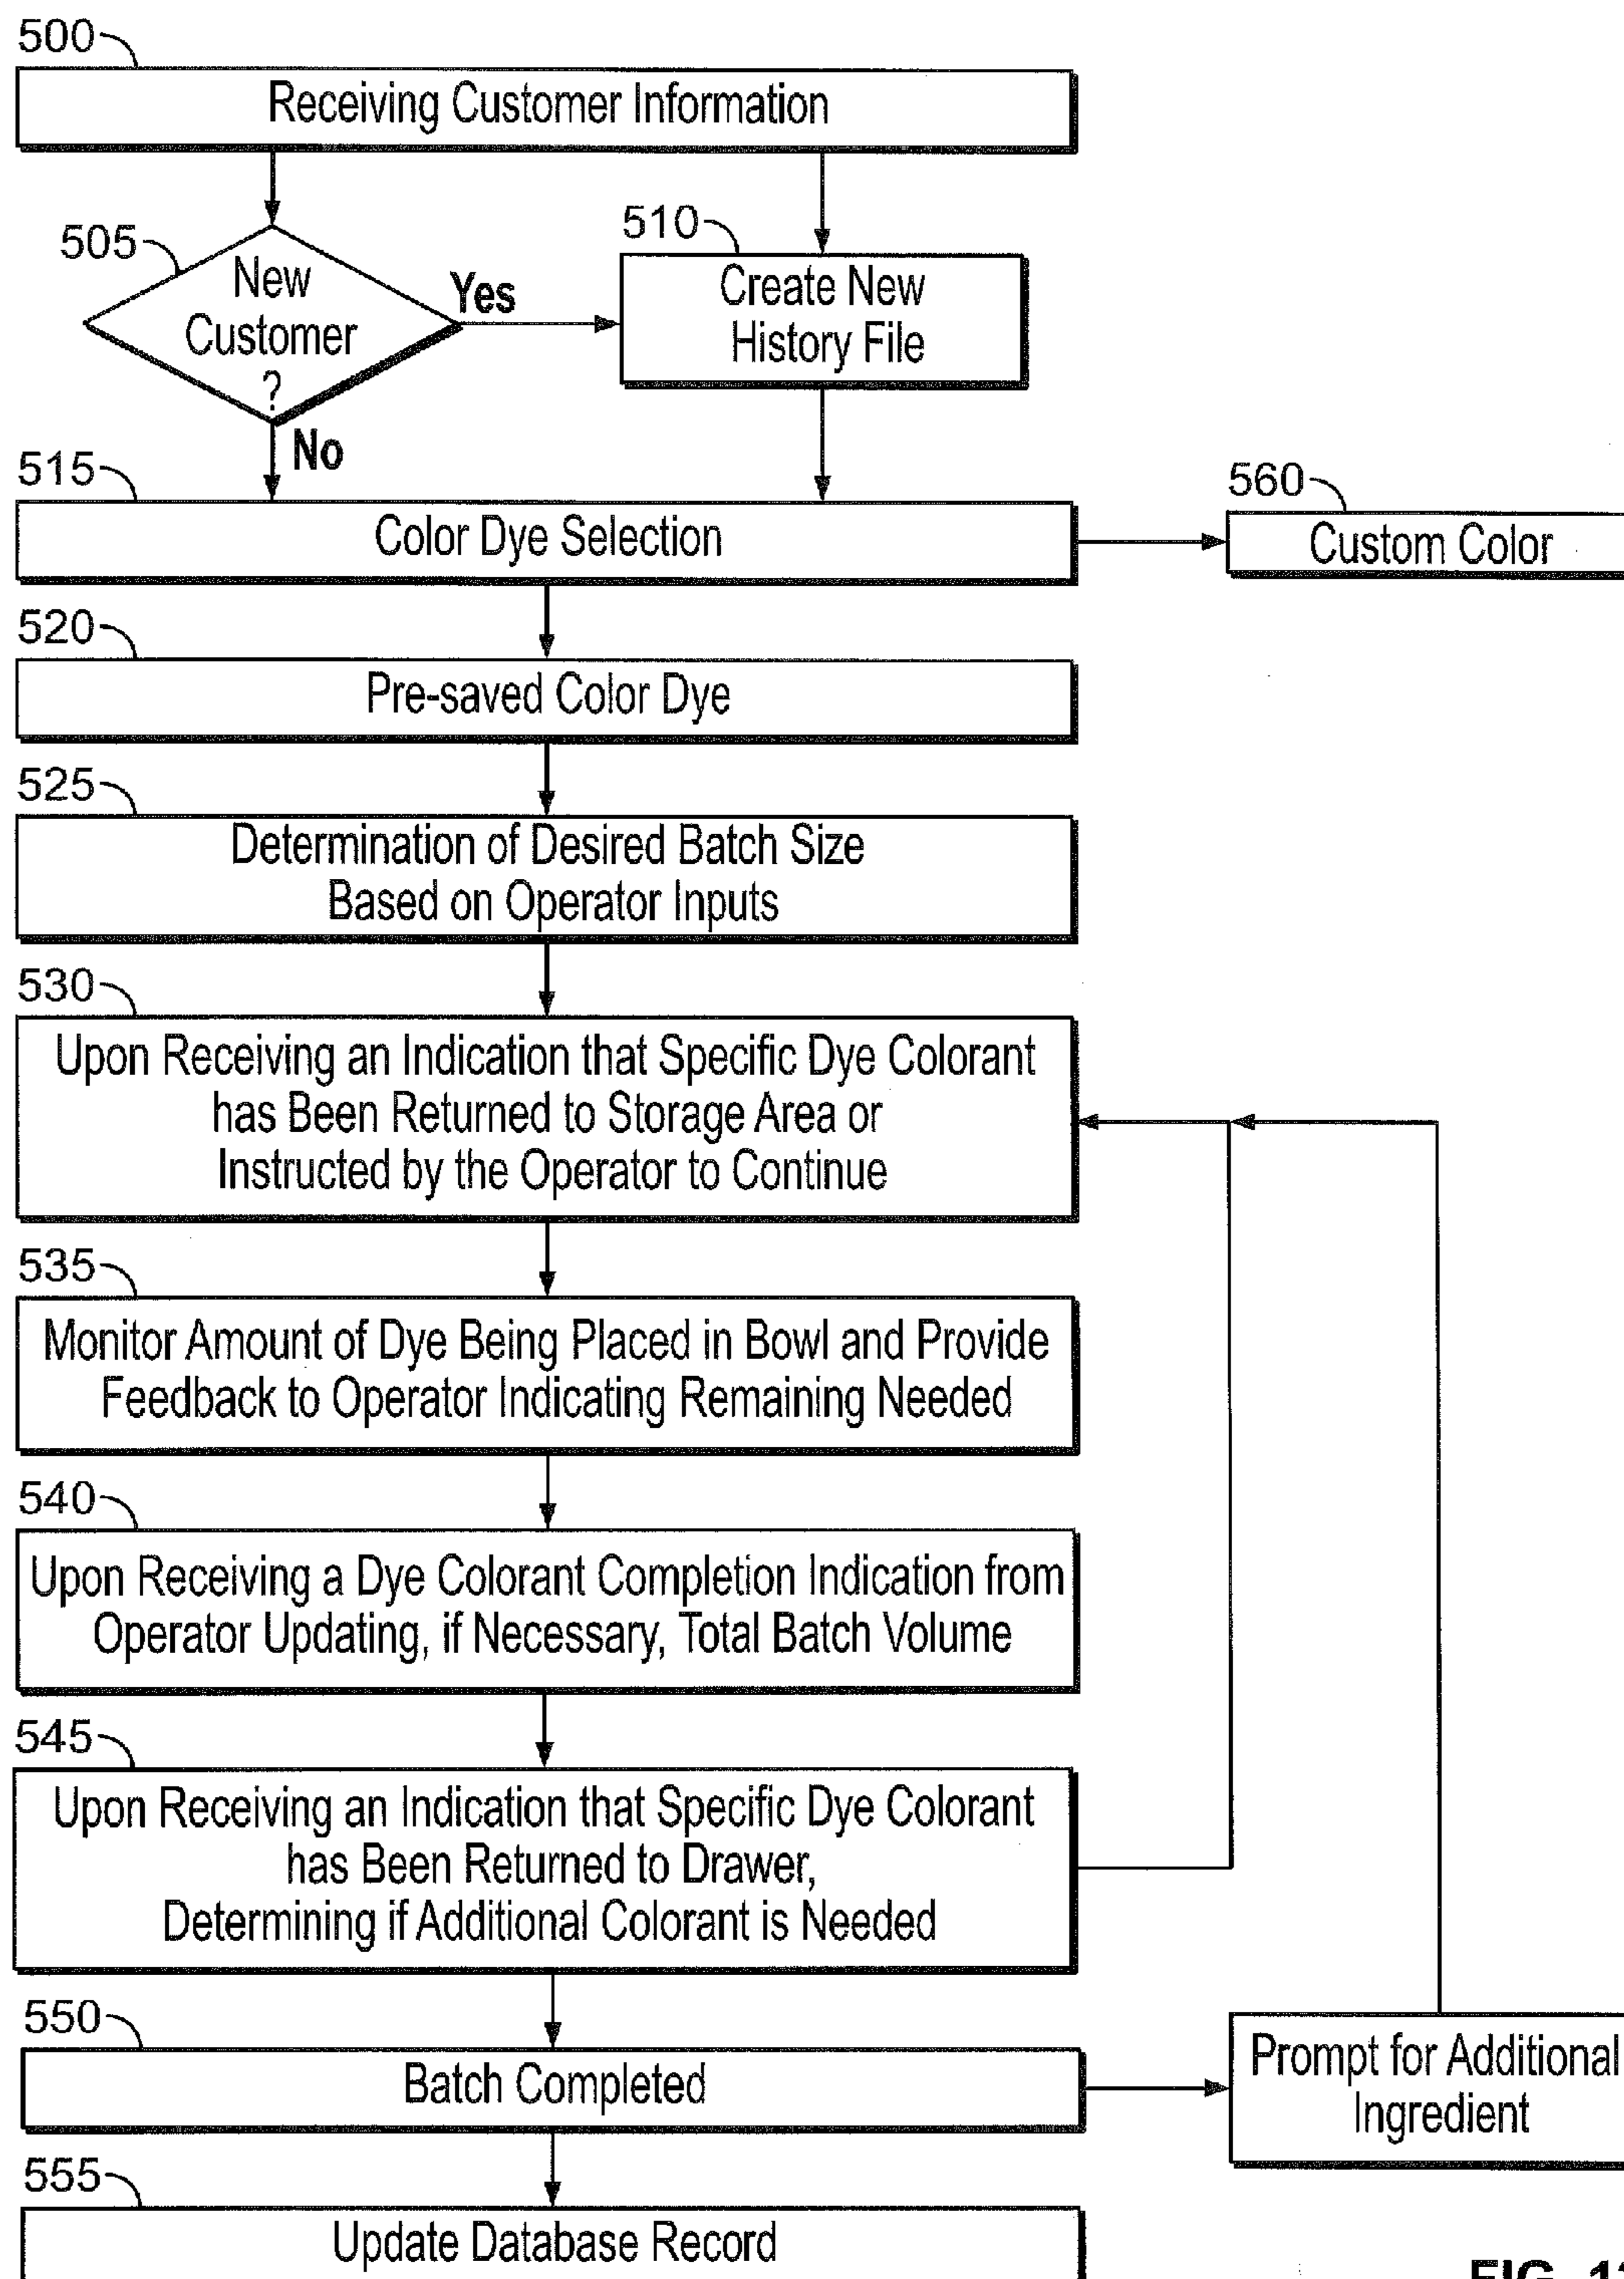 500
Receiving Customer Information
505
New
Customer
?
Yes
No
510
Create New
History File
515
Color Dye Selection
560
Custom Color
520
Pre-saved Color Dye
525
Determination of Desired Batch Size
Based on Operator Inputs
530
Upon Receiving an Indication that Specific Dye Colorant
has Been Returned to Storage Area or
Instructed by the Operator to Continue
535
Monitor Amount of Dye Being Placed in Bowl and Provide
Feedback to Operator Indicating Remaining Needed
540
Upon Receiving a Dye Colorant Completion Indication from
Operator Updating, if Necessary, Total Batch Volume
545
Upon Receiving an Indication that Specific Dye Colorant
has Been Returned to Drawer,
Determining if Additional Colorant is Needed
550
Batch Completed
Prompt for Additional
Ingredient
555
Update Database Record
FIG.